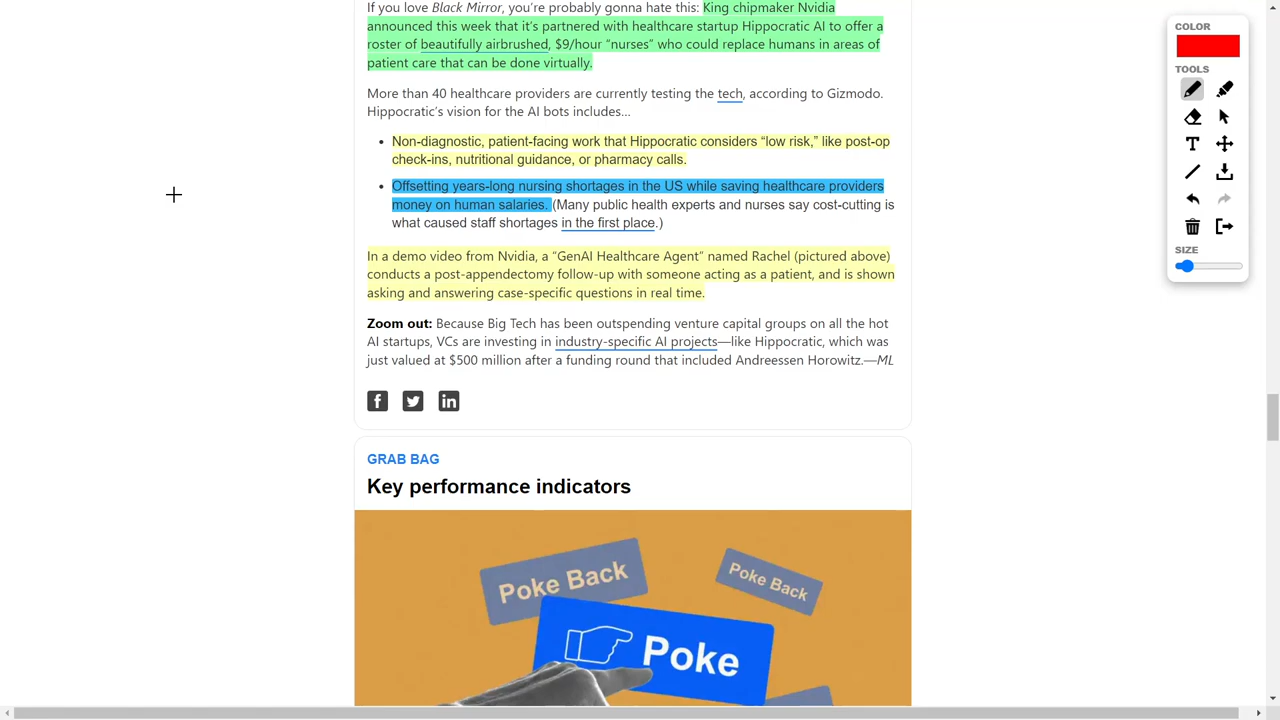 If you love Black Mirror, you’re probably gonna hate this: King chipmaker Nvidia
announced this week that it’s partnered with healthcare startup Hippocratic AI to offer a
roster of beautifully airbrushed, $9/hour “nurses” who could replace humans in areas of
patient care that can be done virtually.
More than 40 healthcare providers are currently testing the tech, according to Gizmodo.
Hippocratic’s vision for the AI bots includes…
• Non-diagnostic, patient-facing work that Hippocratic considers “low risk,” like post-op
check-ins, nutritional guidance, or pharmacy calls.
• Offsetting years-long nursing shortages in the US while saving healthcare providers
money on human salaries. (Many public health experts and nurses say cost-cutting is
what caused staff shortages in the first place.)
In a demo video from Nvidia, a “GenAI Healthcare Agent” named Rachel (pictured above)
conducts a post-appendectomy follow-up with someone acting as a patient, and is shown
asking and answering case-specific questions in real time.
Zoom out: Because Big Tech has been outspending venture capital groups on all the hot
AI startups, VCs are investing in industry-specific AI projects—like Hippocratic, which was
just valued at $500 million after a funding round that included Andreessen Horowitz.—ML
GRAB BAG
Key performance indicators
Poke Back
Poke Back
Poke
COLOR
TOOLS
T
SIZE